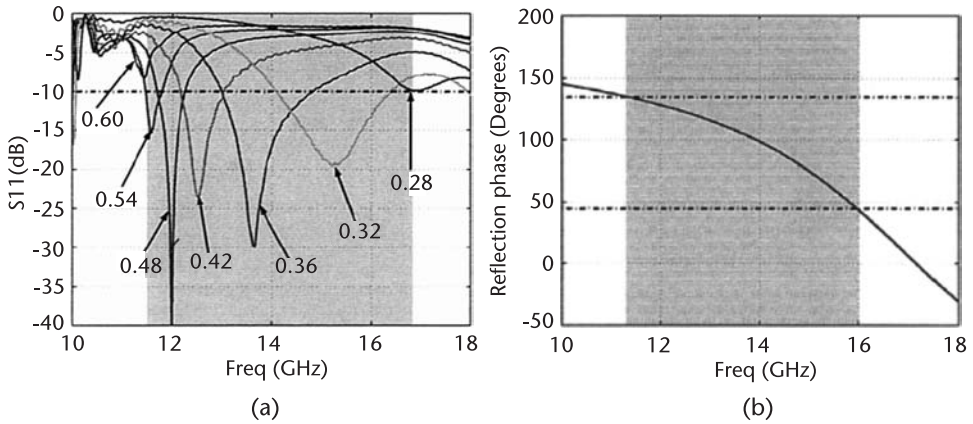 0
-5
-10
-15
-20
-25
-30
-35
-40
S11(dB)
0.60
0.54
0.48
0.42
0.36
0.32
0.28
10 12 14 16 18
Freq (GHz)
(a)
200
150
100
50
0
-50
Reflection phase (Degrees)
10 12 14 16 18
Freq (GHz)
(b)